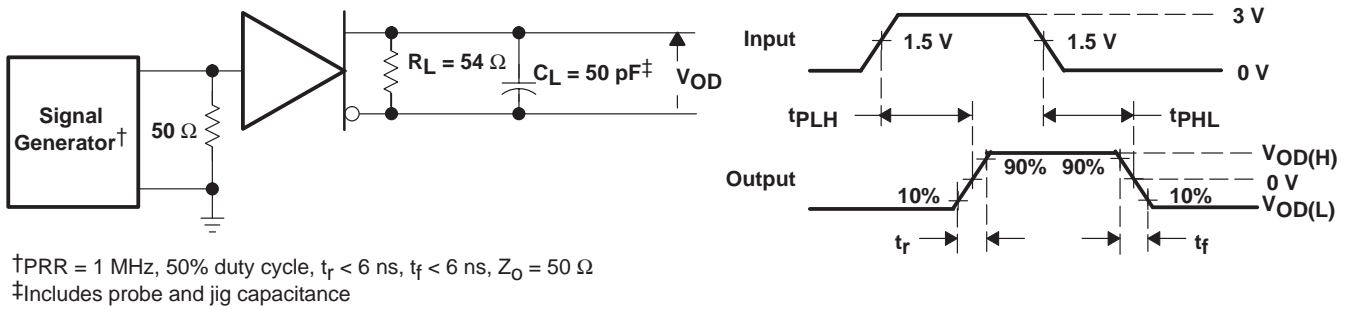 Signal
Generator†
50 Ω
RL = 54 Ω
CL = 50 pF‡
VOD
Input
3 V
1.5 V
1.5 V
0 V
tPLH
tPHL
Output
10%
90%
90%
10%
VOD(H)
0 V
VOD(L)
tr
tf
†PRR = 1 MHz, 50% duty cycle, tr < 6 ns, tf < 6 ns, Zo = 50 Ω
‡Includes probe and jig capacitance